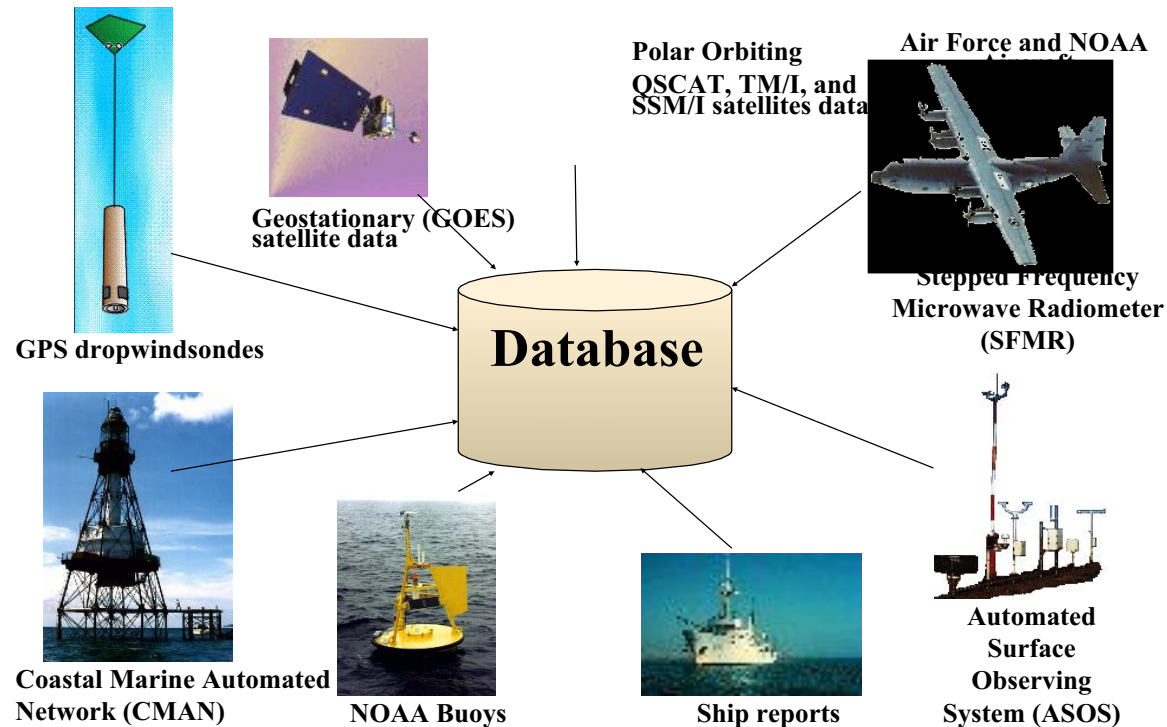 Polar Orbiting
QSCAT, TM/I, and
SSM/I satellites data
Air Force and NOAA
Aircraft
Geostationary (GOES)
satellite data
Stepped Frequency
Microwave Radiometer
(SFMR)
GPS dropwindsondes
Database
Coastal Marine Automated
Network (CMAN)
NOAA Buoys
Ship reports
Automated
Surface
Observing
System (ASOS)